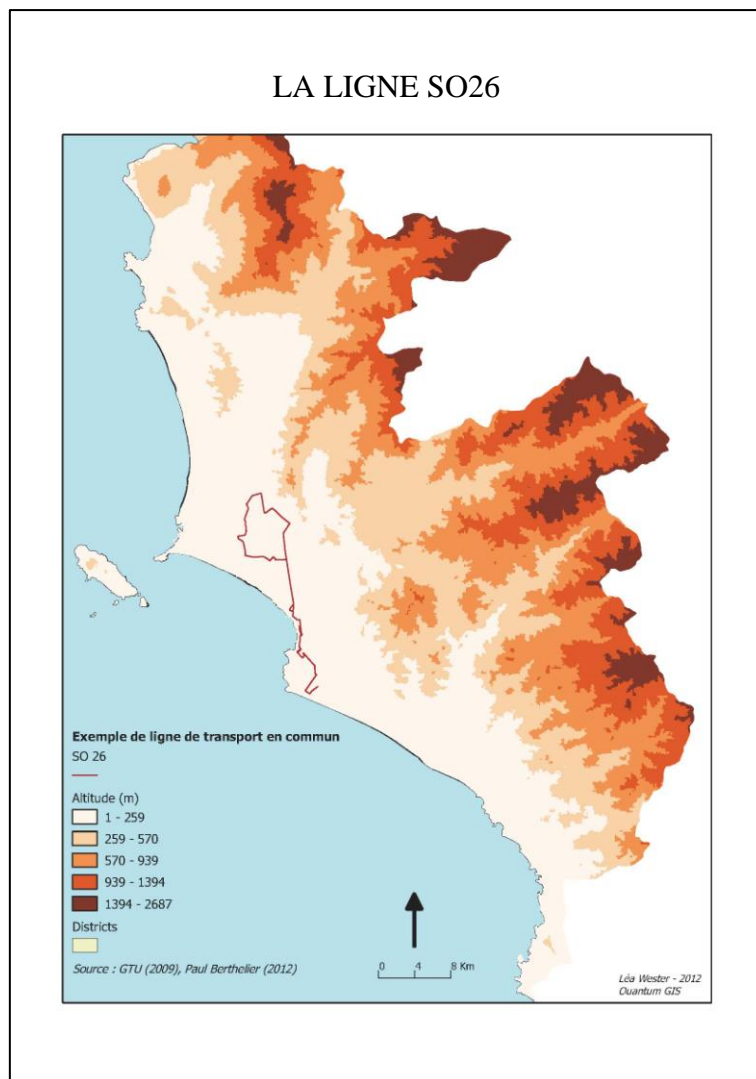 LA LIGNE SO26
Exemple de ligne de transport en commun
SO 26
Altitude (m)
1 - 259
259 - 570
570 - 939
939 - 1394
1394 - 2687
Districts
Source : GTU (2009), Paul Berthelier (2012)
0 4 8 Km
Léa Wester - 2012
Quantum GIS